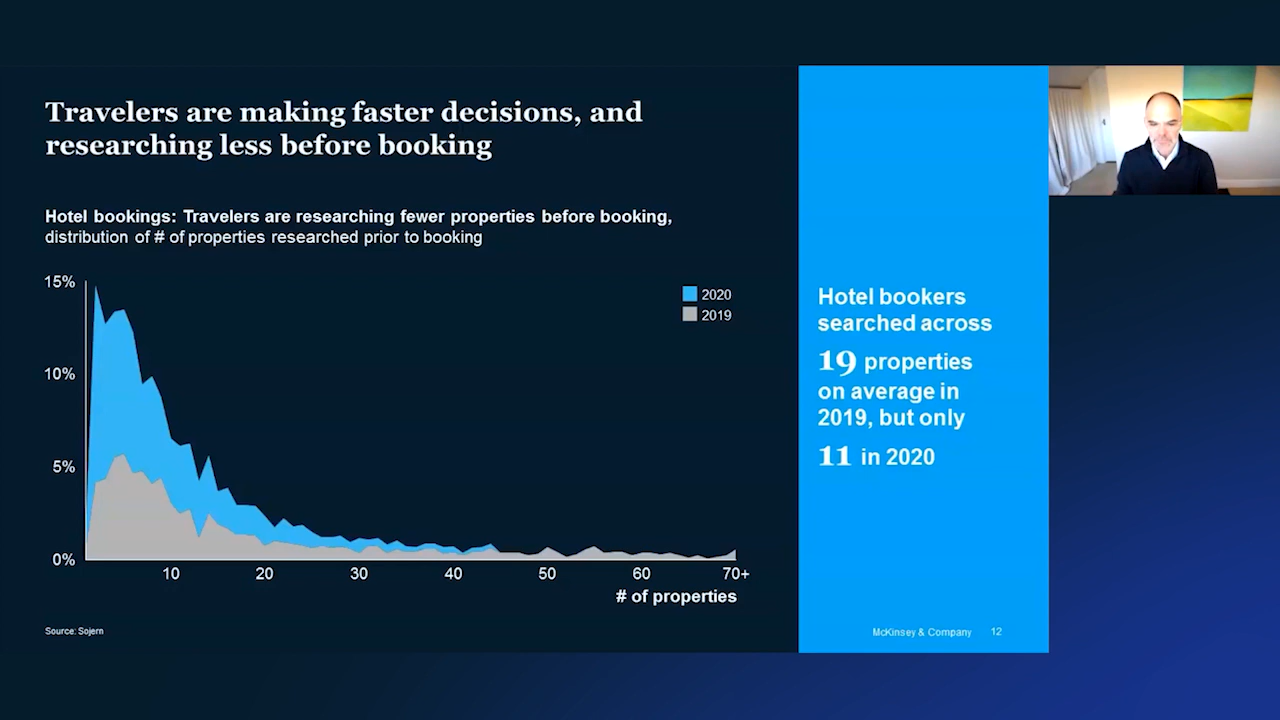 Travelers are making faster decisions, and
researching less before booking
Hotel bookings: Travelers are researching fewer properties before booking,
distribution of # of properties researched prior to booking
15%
10%
5%
0%
2020
2019
10
20
30
40
50
60
70+
# of properties
Source: Sojern
Hotel bookers
searched across
19 properties
on average in
2019, but only
11 in 2020
McKinsey & Company 12